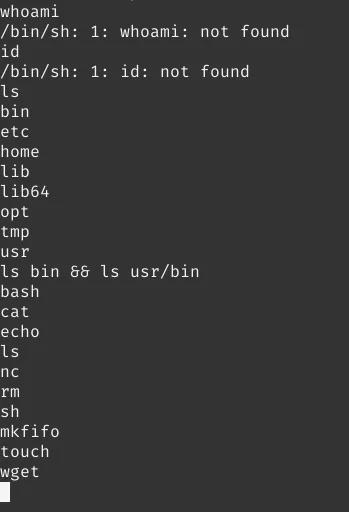 whoami
/bin/sh: 1: whoami: not found
id
/bin/sh: 1: id: not found
ls
bin
etc
home
lib
lib64
opt
tmp
usr
ls bin && ls usr/bin
bash
cat
echo
ls
nc
rm
sh
mkfifo
touch
wget